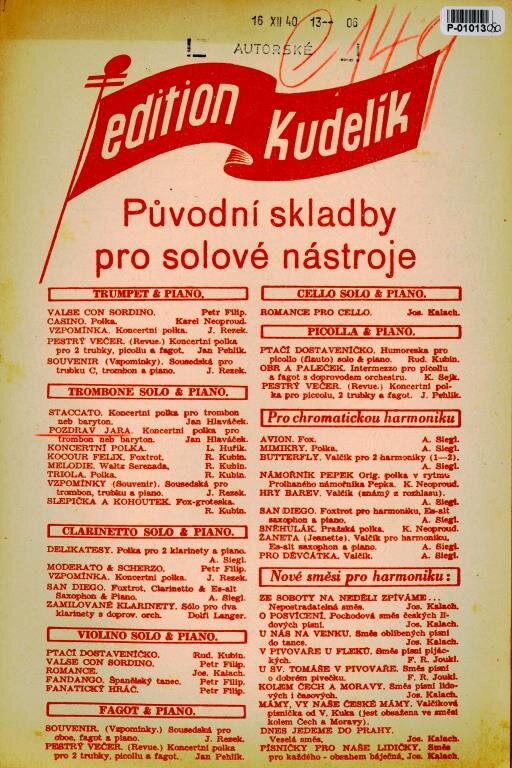 16 XII 40 13-- 06
P-01013
AUTORSKÉ
C149
edition Kudelík
Původní skladby
pro solové nástroje
TRUMPET & PIANO.
VALSE CON SORDINO. Petr Filip.
CASINO. Polka. Karel Neoproud.
VZPOMÍNKA. Koncertní polka. J. Rezek.
PESTRÝ VEČER. (Revue.) Koncertní polka
pro 2 trubky, picollu a fagot. Jan Pehlík.
SOUVENIR (Vzpomínky). Sousedská pro
trubku C, trombon a piano. J. Rezek.
TROMBONE SOLO & PIANO.
STACCATO. Koncertní polka pro trombon
neb baryton. Jan Hlaváček.
POZDRAV JARA. Koncertní polka pro
trombon neb baryton. Jan Hlaváček.
KONCERTNÍ POLKA. L. Huřík.
KOCOUR FELIX. Foxtrot. R. Kubín.
MELODIE. Waltz Serenada. R. Kubín.
TRIOLA. Polka. R. Kubín.
VZPOMÍNKY (Souvenir). Sousedská pro
trombon, trubku a piano. J. Rezek.
SLEPIČKA A KOHOUTEK. Fox-groteska.
R. Kubín.
CLARINETTO SOLO & PIANO.
DELIKATESY. Polka pro 2 klarinety a piano.
A. Siegl.
MODERATO & SCHERZO. Petr Filip.
VZPOMÍNKA. Koncertní polka. J. Rezek.
SAN DIEGO. Foxtrot, Clarinetto & Es-alt
Saxophon & Piano. A. Siegl.
ZAMILOVANÉ KLARINETY. Sólo pro dva
klarinety s doprov. orch. Dolfi Langer.
VIOLINO SOLO & PIANO.
PTAČÍ DOSTAVENÍČKO. Rud. Kubín.
VALSE CON SORDINO. Petr Filip.
ROMANCE. Jos. Kalach.
FANDANGO. Španělský tanec. Petr Filip.
FANATICKÝ HRÁČ. Petr Filip.
FAGOT & PIANO.
SOUVENIR. (Vzpomínky.) Sousedská pro
oboe, fagot a piano. J. Rezek.
PESTRÝ VEČER. (Revue.) Koncertní polka
pro 2 trubky, picollu a fagot. J. Pehlík.
CELLO SOLO & PIANO.
ROMANCE PRO CELLO. Jos. Kalach.
PICOLLA & PIANO.
PTAČÍ DOSTAVENÍČKO. Humoreska pro
picollo (flauto) solo & piano. Rud. Kubín.
OBR A PALEČEK. Intermezzo pro picollu
a fagot s doprovodem orchestru. K. Sejk.
PESTRÝ VEČER. (Revue.) Koncertní pol-
ka pro piccolu, 2 trubky a fagot. J. Pehlík.
Pro chromatickou harmoniku
AVION. Fox. A. Siegl.
MIMIKRY. Polka. A. Siegl.
BUTTERFLY. Valčík pro 2 harmoniky (1—2).
A. Siegl.
NÁMOŘNÍK PEPEK Orig. polka v rytmu
Prolhaného námořníka Pepka. K. Neoproud.
HRY BAREV. Valčík (známý z rozhlasu).
A. Siegl.
SAN DIEGO. Foxtrot pro harmoniku, Es-alt
saxophon a piano. A. Siegl.
SNĚHULÁK. Pražská polka. K. Neoproud.
ŽANETA (Jeanette). Valčík pro harmoniku,
Es-alt saxophon a piano. A. Siegl.
PRO DĚVČÁTKA. Valčík. A. Siegl.
Nové směsi pro harmoniku:
ZE SOBOTY NA NEDĚLI ZPÍVÁME...
Nepostradatelná směs. Jos. Kalach.
O POSVÍCENÍ. Pochodová směs českých li-
dových písní. Jos. Kalach.
U NÁS NA VENKU. Směs oblíbených písní
do tance. Jos. Kalach.
V PIVOVAŘE U FLEKŮ. Směs písní piják-
ckých. F. R. Joukl.
U SV. TOMÁŠE V PIVOVAŘE. Směs písní
o dobrém pivečku. F. R. Joukl.
KOLEM ČECH A MORAVY. Směs písní lido-
vých i časových. Jos. Kalach.
MÁMY, VY NAŠE ČESKÉ MÁMY. Valčíková
písnička od V. Kuka (Jest obsažena ve směsi
kolem Čech a Moravy).
DNES JEDEME DO PRAHY.
Veselá směs. Jos. Kalach.
PÍSNIČKY PRO NAŠE LIDIČKY. Směs
pro každého - obsahem báječná. Jos. Kalach.